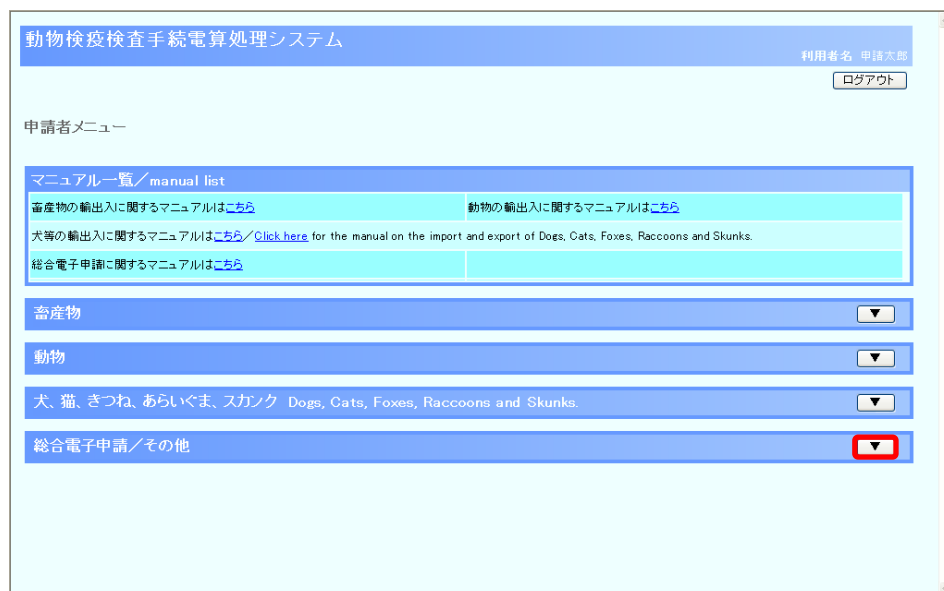 動物検疫検査手続電算処理システム
利用者名 申請太郎
ログアウト
申請者メニュー
マニュアル一覧／manual list
畜産物の輸出入に関するマニュアルはこちら
動物の輸出入に関するマニュアルはこちら
犬等の輸出入に関するマニュアルはこちら／Click here for the manual on the import and export of Dogs, Cats, Foxes, Raccoons and Skunks.
総合電子申請に関するマニュアルはこちら
畜産物 ▼
動物 ▼
犬、猫、きつね、あらいぐま、スカンク Dogs, Cats, Foxes, Raccoons and Skunks. ▼
総合電子申請／その他 ▼